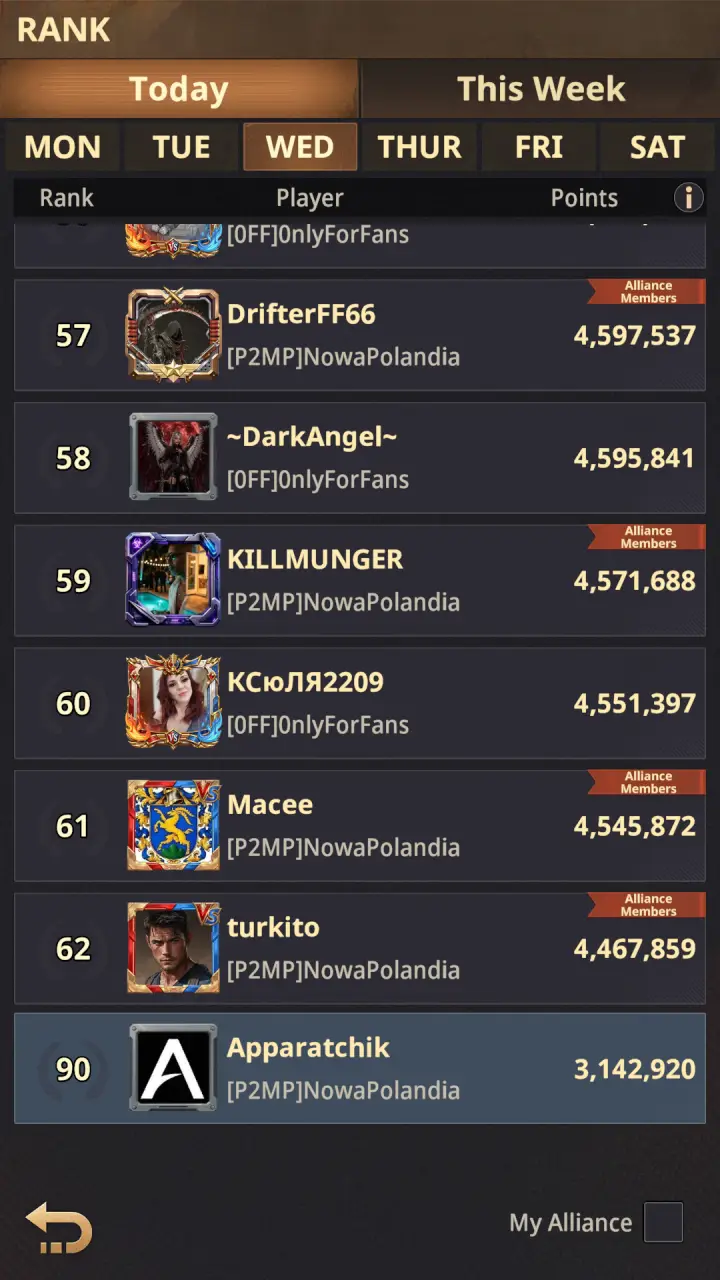 RANK
Today
This Week
MON
TUE
WED
THUR
FRI
SAT
Rank
Player
Points
[0FF]0nlyForFans
57
DrifterFF66
[P2MP]NowaPolandia
Alliance
Members
4,597,537
58
~DarkAngel~
[0FF]0nlyForFans
4,595,841
59
KILLMUNGER
[P2MP]NowaPolandia
Alliance
Members
4,571,688
60
VS
КСюЛЯ2209
[0FF]0nlyForFans
4,551,397
61
VS
Macee
[P2MP]NowaPolandia
Alliance
Members
4,545,872
62
VS
turkito
[P2MP]NowaPolandia
Alliance
Members
4,467,859
90
A
Apparatchik
[P2MP]NowaPolandia
3,142,920
My Alliance